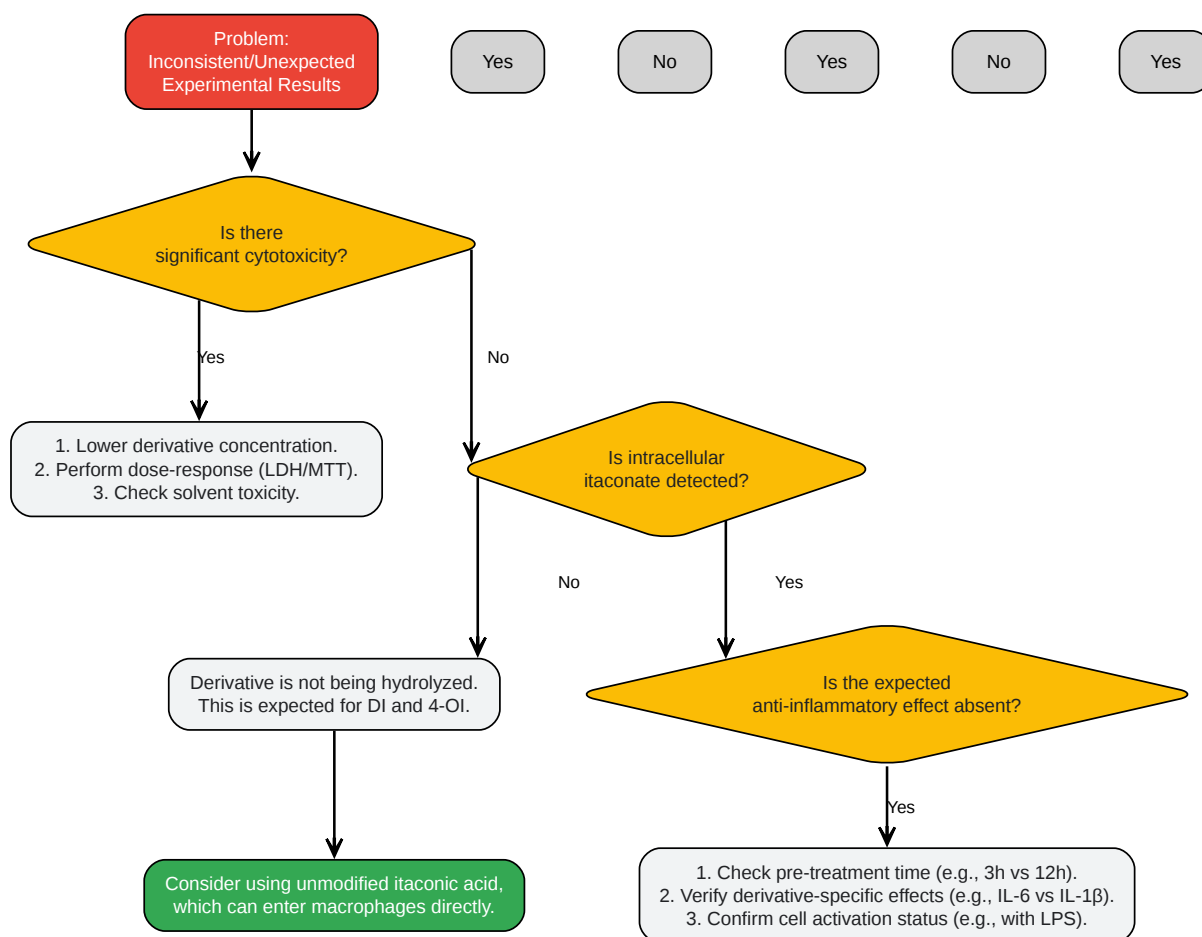 Problem:
Inconsistent/Unexpected
Experimental Results
Yes
No
Yes
No
Yes
Is there
significant cytotoxicity?
Yes
No
1. Lower derivative concentration.
2. Perform dose-response (LDH/MTT).
3. Check solvent toxicity.
Is intracellular
itaconate detected?
No
Yes
Derivative is not being hydrolyzed.
This is expected for DI and 4-OI.
Is the expected
anti-inflammatory effect absent?
Yes
Consider using unmodified itaconic acid,
which can enter macrophages directly.
1. Check pre-treatment time (e.g., 3h vs 12h).
2. Verify derivative-specific effects (e.g., IL-6 vs IL-1β).
3. Confirm cell activation status (e.g., with LPS).